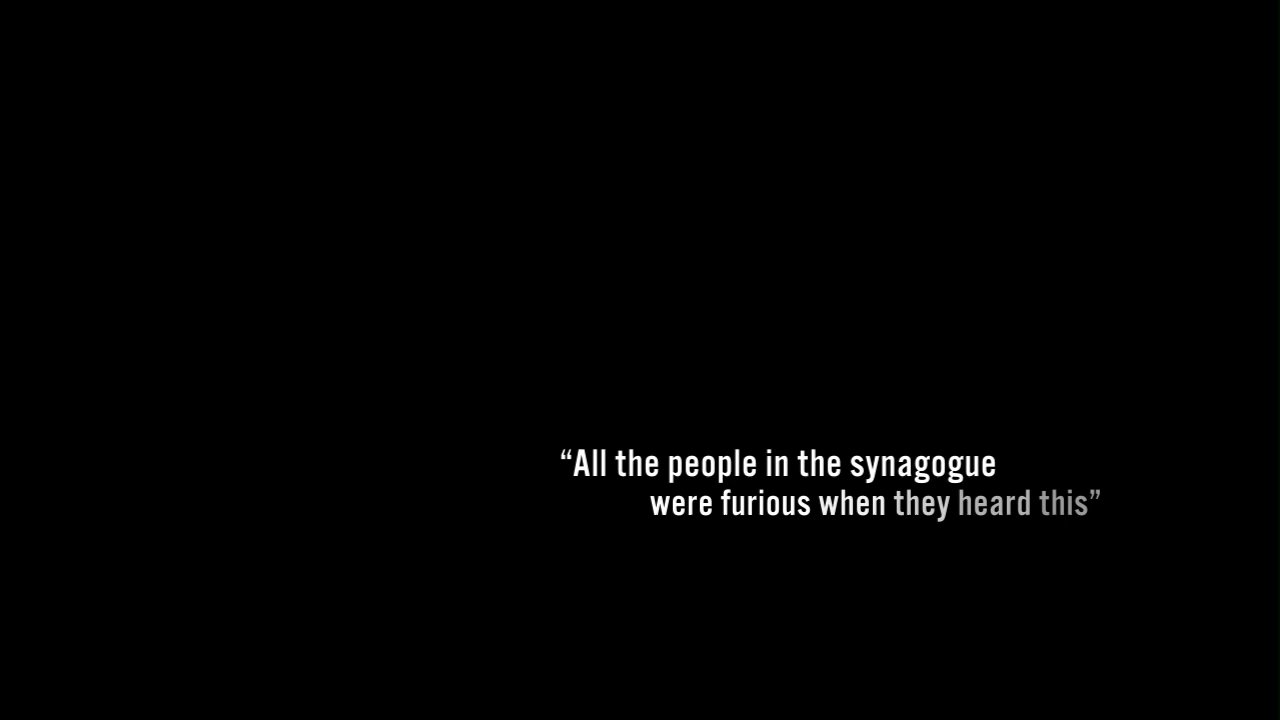 “All the people in the synagogue
were furious when they heard this”